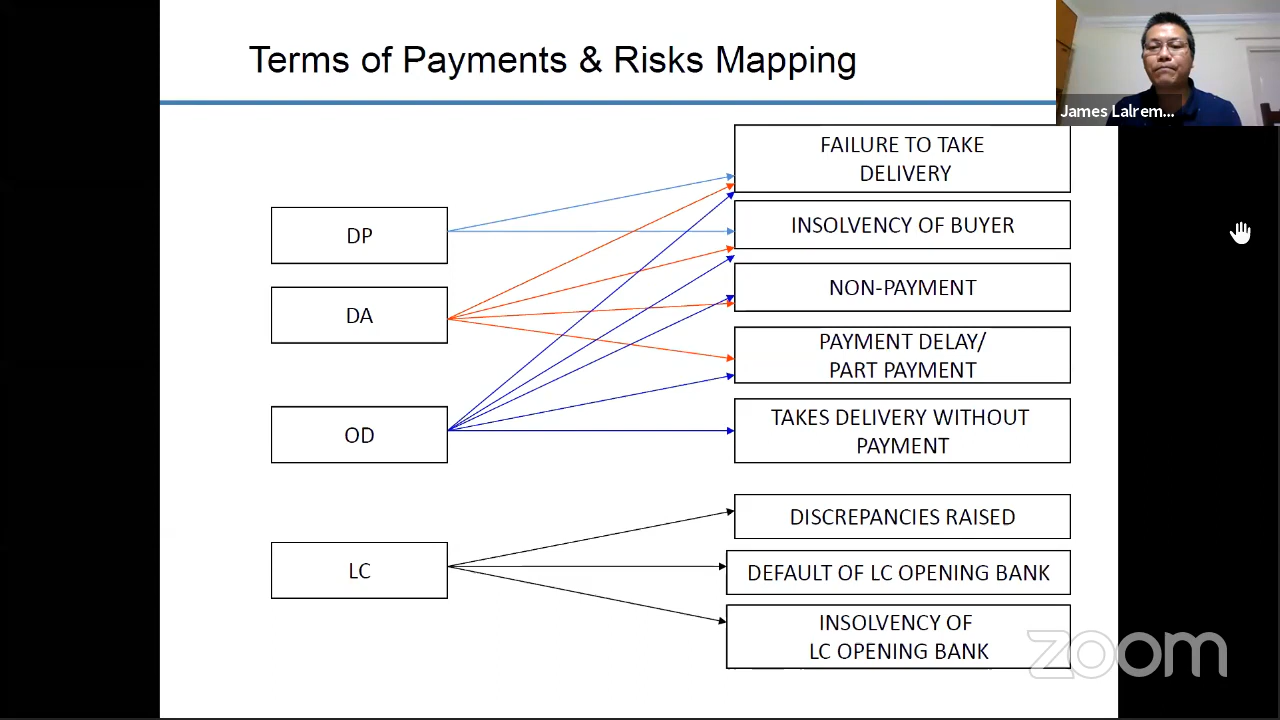 Terms of Payments & Risks Mapping
James Lalrem...
FAILURE TO TAKE
DELIVERY
DP
INSOLVENCY OF BUYER
DA
NON-PAYMENT
PAYMENT DELAY/
PART PAYMENT
OD
TAKES DELIVERY WITHOUT
PAYMENT
DISCREPANCIES RAISED
LC
DEFAULT OF LC OPENING BANK
INSOLVENCY OF
LC OPENING BANK
zoom